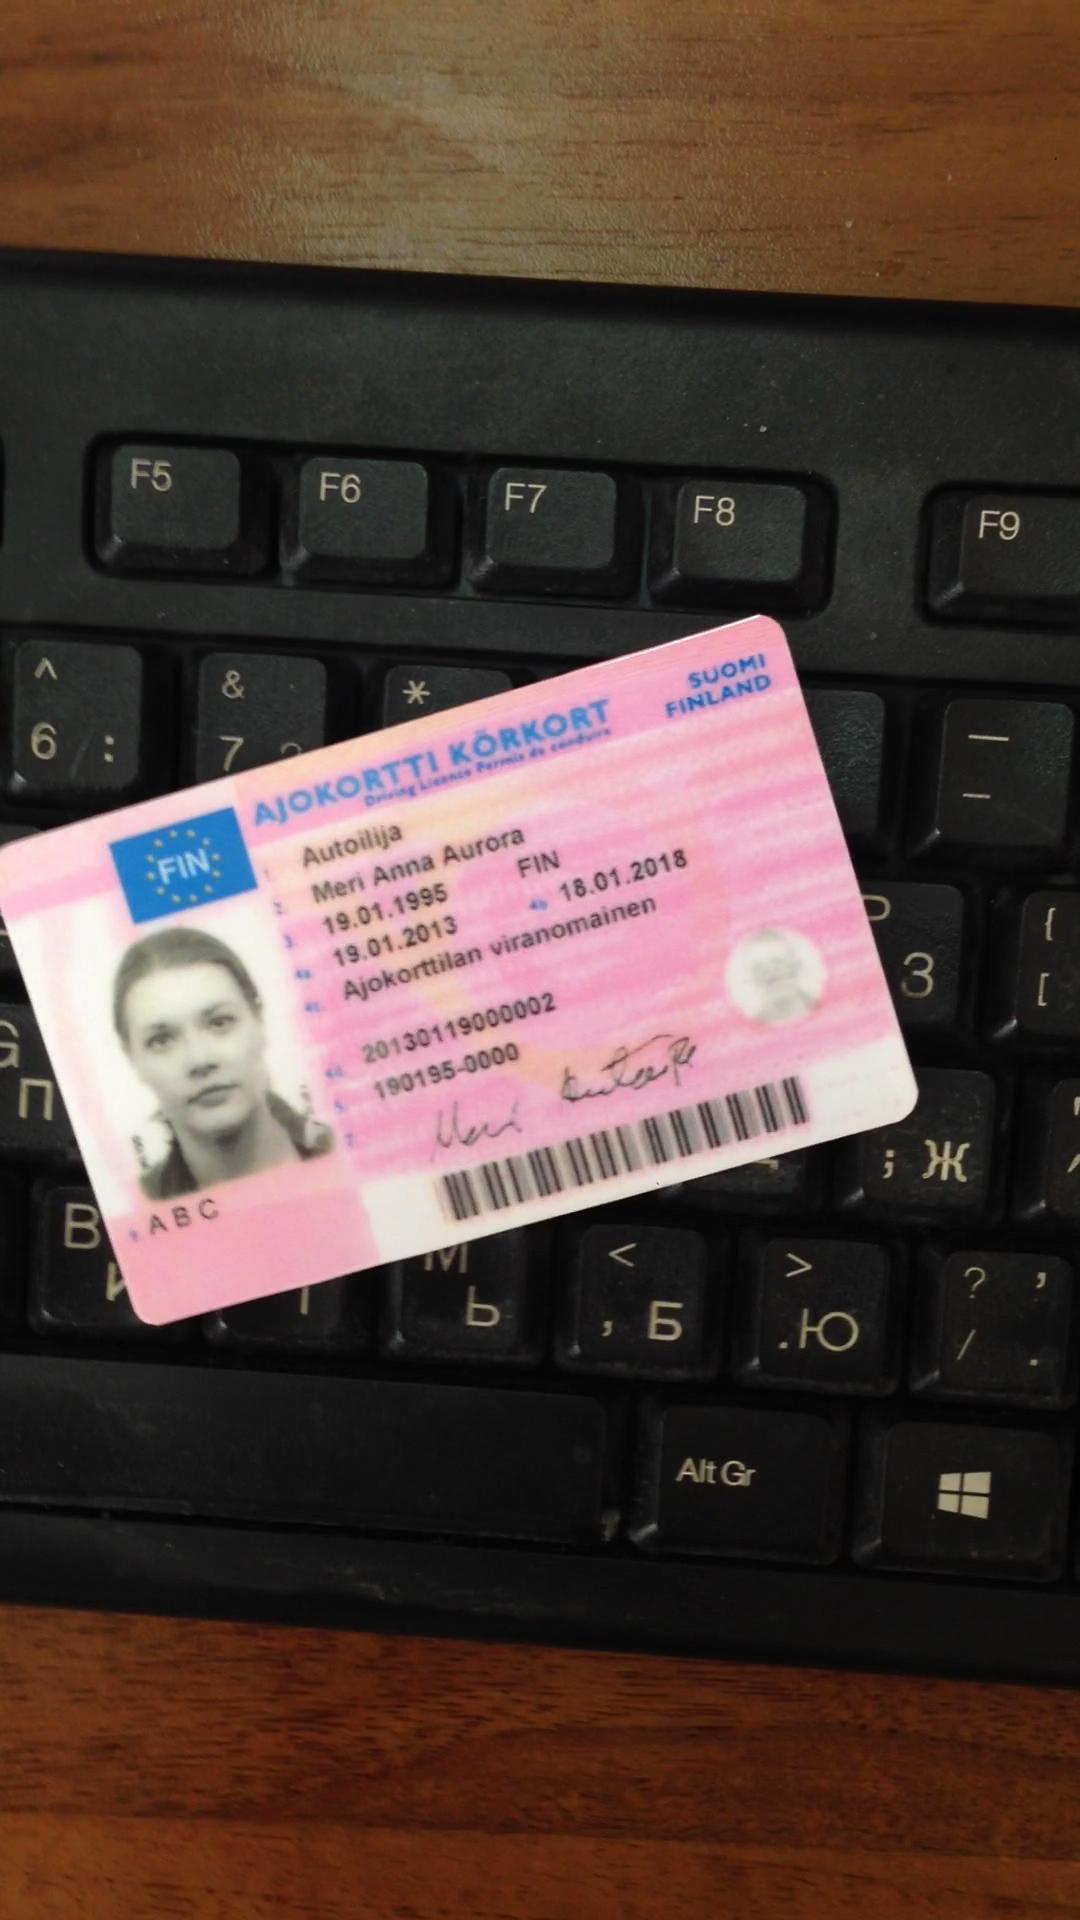 F5 F6 F7 F8 F9
^ & *
6 : 7
SUOMI
FINLAND
AJOKORTTI KÖRKORT
Driving Licence Permis de conduire
FIN
1. Autoilija
2. Meri Anna Aurora
3. 19.01.1995 FIN
4a. 19.01.2013 4b. 18.01.2018
4c. Ajokorttilan viranomainen
4d. 20130119000002
5. 190195-0000
7. Meri
9. A B C
P З
{
[
G П
; Ж
В И
М Ь
< , Б
> . Ю
? ,
/ .
Alt Gr